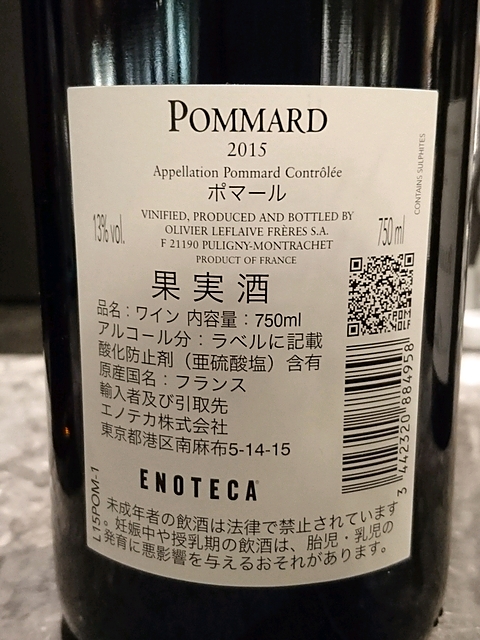 POMMARD
2015
Appellation Pommard Contrôlée
ポマール
CONTAINS SULPHITES
13% vol.
750 ml
VINIFIED, PRODUCED AND BOTTLED BY
OLIVIER LEFLAIVE FRÈRES S.A.
F 21190 PULIGNY-MONTRACHET
PRODUCT OF FRANCE
POM
NOLF
果実酒
品名：ワイン 内容量：750ml
アルコール分：ラベルに記載
酸化防止剤（亜硫酸塩）含有
原産国名：フランス
輸入者及び引取先
エノテカ株式会社
東京都港区南麻布5-14-15
3 442320 884958
ENOTECA
L15POM-1
未成年者の飲酒は法律で禁止されています
。妊娠中や授乳期の飲酒は、胎児・乳児の
発育に悪影響を与えるおそれがあります。